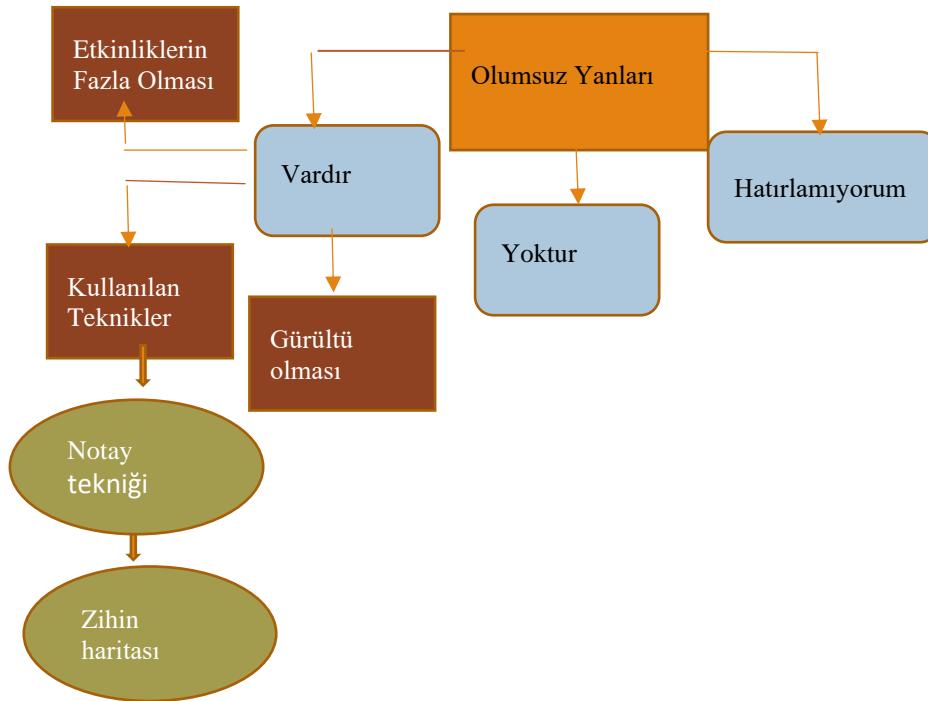 Etkinliklerin
Fazla Olması
Olumsuz Yanları
Vardır
Hatırlamıyorum
Yoktur
Kullanılan
Teknikler
Gürültü
olması
Notay
tekniği
Zihin
haritası